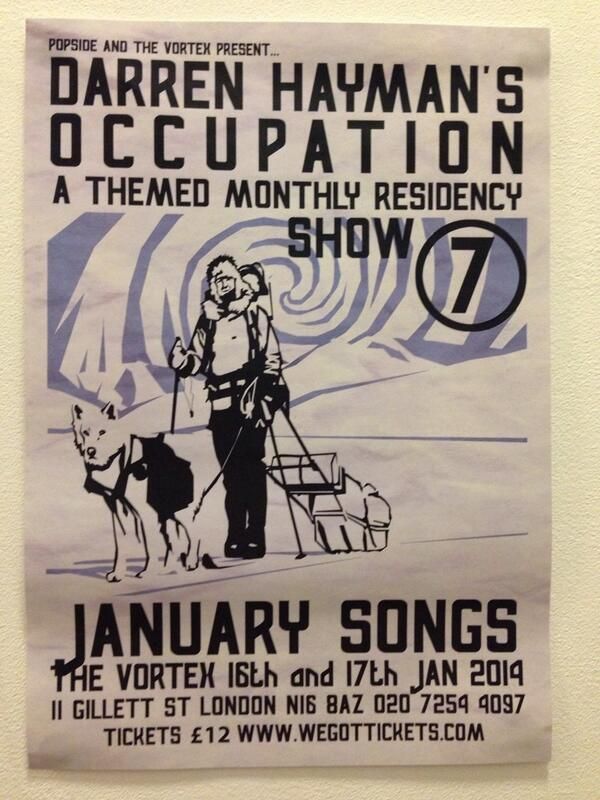 POPSIDE AND THE VORTEX PRESENT...
DARREN HAYMAN'S
OCCUPATION
A THEMED MONTHLY RESIDENCY
SHOW 7
JANUARY SONGS
THE VORTEX 16th and 17th JAN 2014
11 GILLETT ST LONDON N16 8AZ 020 7254 4097
TICKETS £12 WWW.WEGOTTICKETS.COM